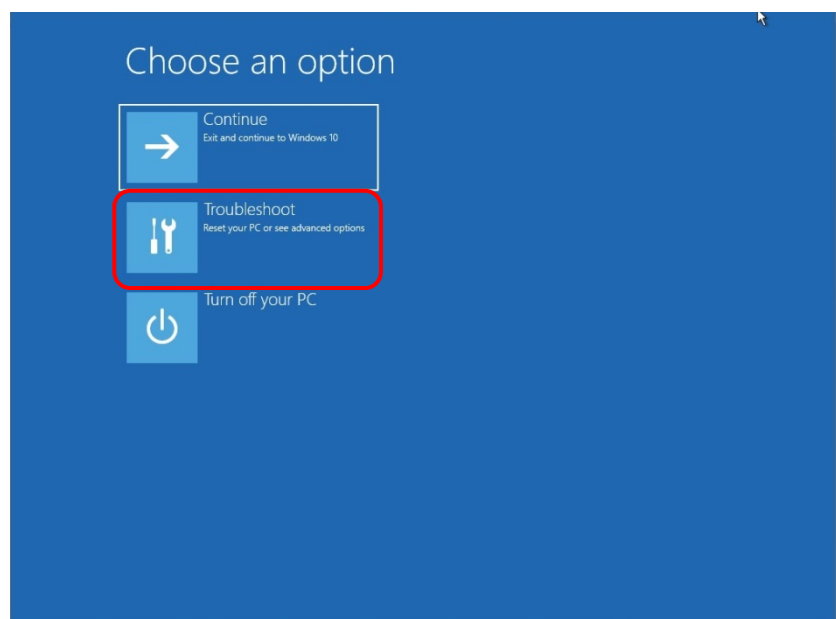 Choose an option
Continue
Exit and continue to Windows 10
Troubleshoot
Reset your PC or see advanced options
Turn off your PC